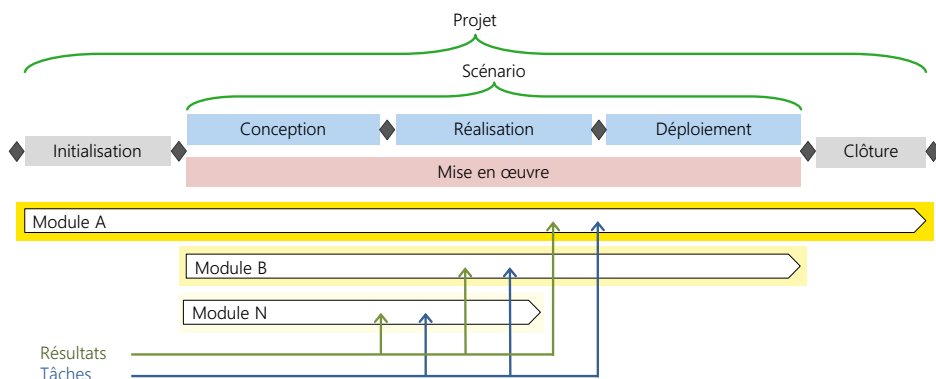 Projet
Scénario
Conception
Réalisation
Déploiement
Initialisation
Clôture
Mise en œuvre
Module A
Module B
Module N
Résultats
Tâches